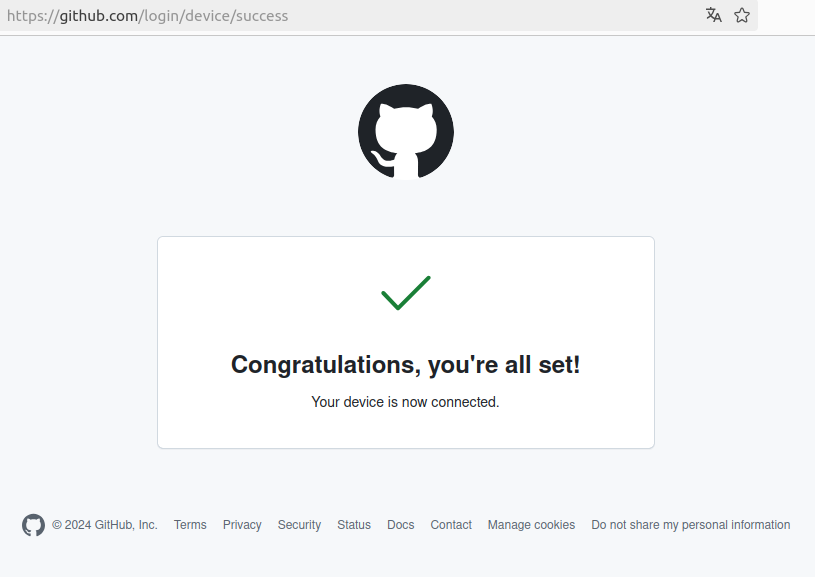 https://github.com/login/device/success
Congratulations, you're all set!
Your device is now connected.
© 2024 GitHub, Inc. Terms Privacy Security Status Docs Contact Manage cookies Do not share my personal information